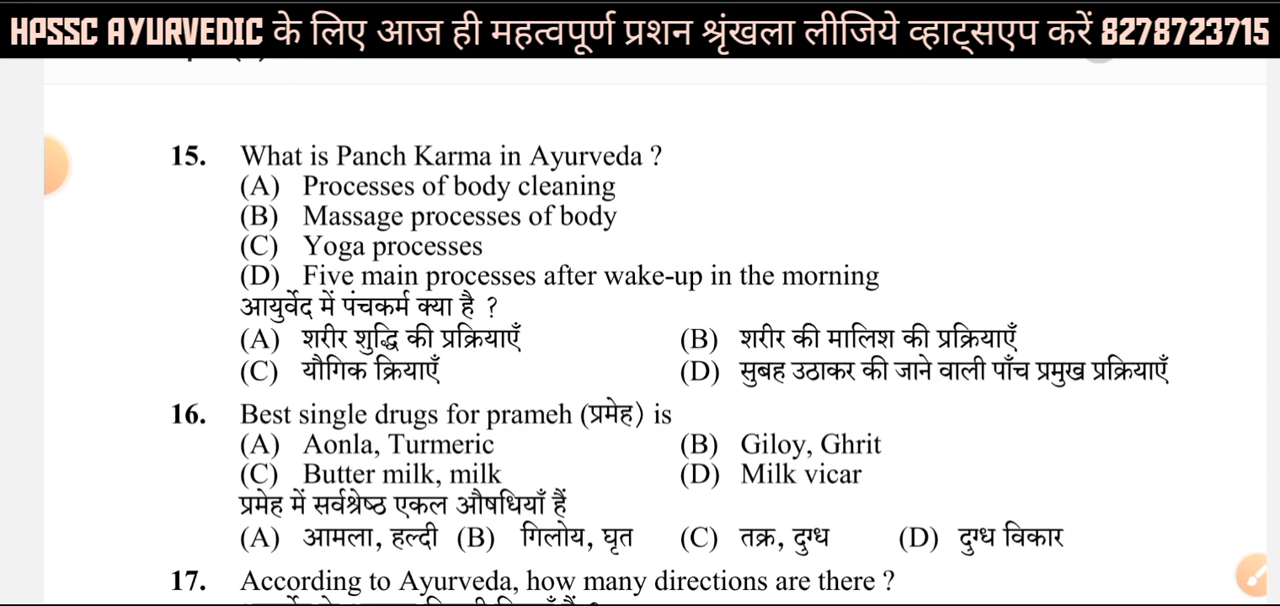 HPSSC AYURVEDIC के लिए आज ही महत्वपूर्ण प्रशन श्रृंखला लीजिये व्हाट्सएप करें 8278723715
15. What is Panch Karma in Ayurveda ?
(A) Processes of body cleaning
(B) Massage processes of body
(C) Yoga processes
(D) Five main processes after wake-up in the morning
आयुर्वेद में पंचकर्म क्या है ?
(A) शरीर शुद्धि की प्रक्रियाएँ (B) शरीर की मालिश की प्रक्रियाएँ
(C) यौगिक क्रियाएँ (D) सुबह उठाकर की जाने वाली पाँच प्रमुख प्रक्रियाएँ
16. Best single drugs for prameh (प्रमेह) is
(A) Aonla, Turmeric (B) Giloy, Ghrit
(C) Butter milk, milk (D) Milk vicar
प्रमेह में सर्वश्रेष्ठ एकल औषधियाँ हैं
(A) आमला, हल्दी (B) गिलोय, घृत (C) तक्र, दुग्ध (D) दुग्ध विकार
17. According to Ayurveda, how many directions are there ?